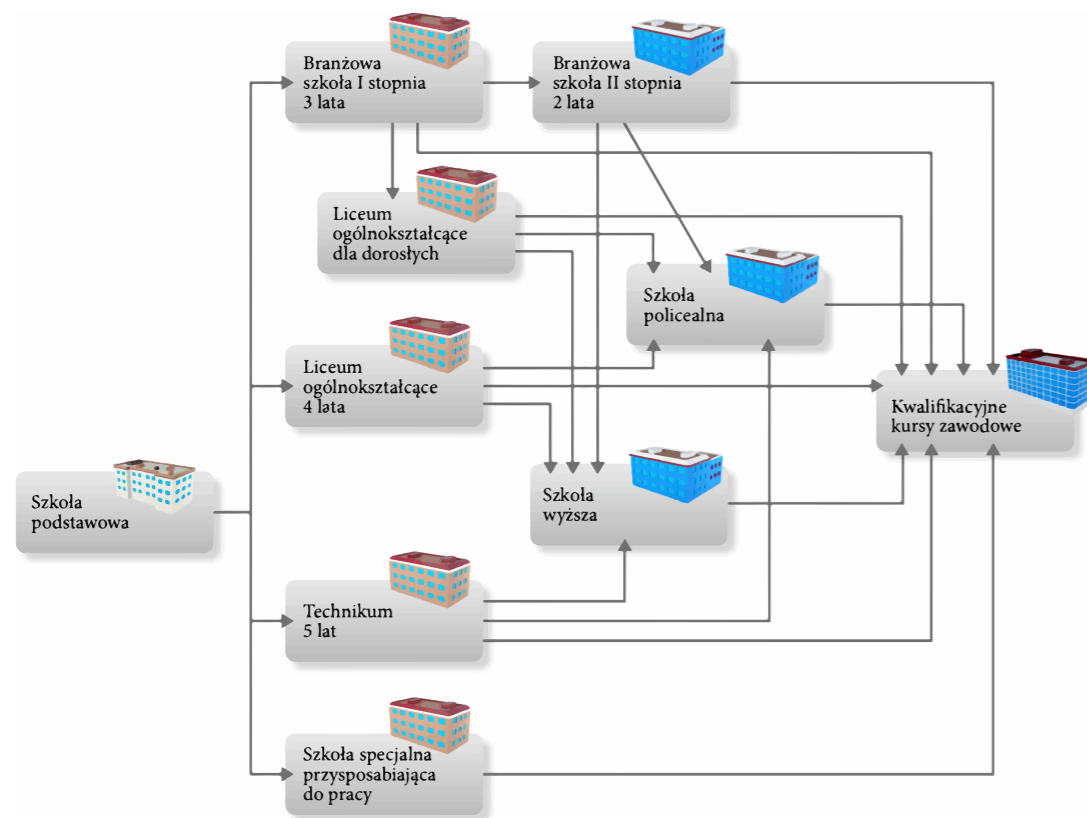 Branżowa
szkoła I stopnia
3 lata
Branżowa
szkoła II stopnia
2 lata
Liceum
ogólnokształcące
dla dorosłych
Szkoła
policealna
Liceum
ogólnokształcące
4 lata
Kwalifikacyjne
kursy zawodowe
Szkoła
podstawowa
Szkoła
wyższa
Technikum
5 lat
Szkoła specjalna
przysposabiająca
do pracy